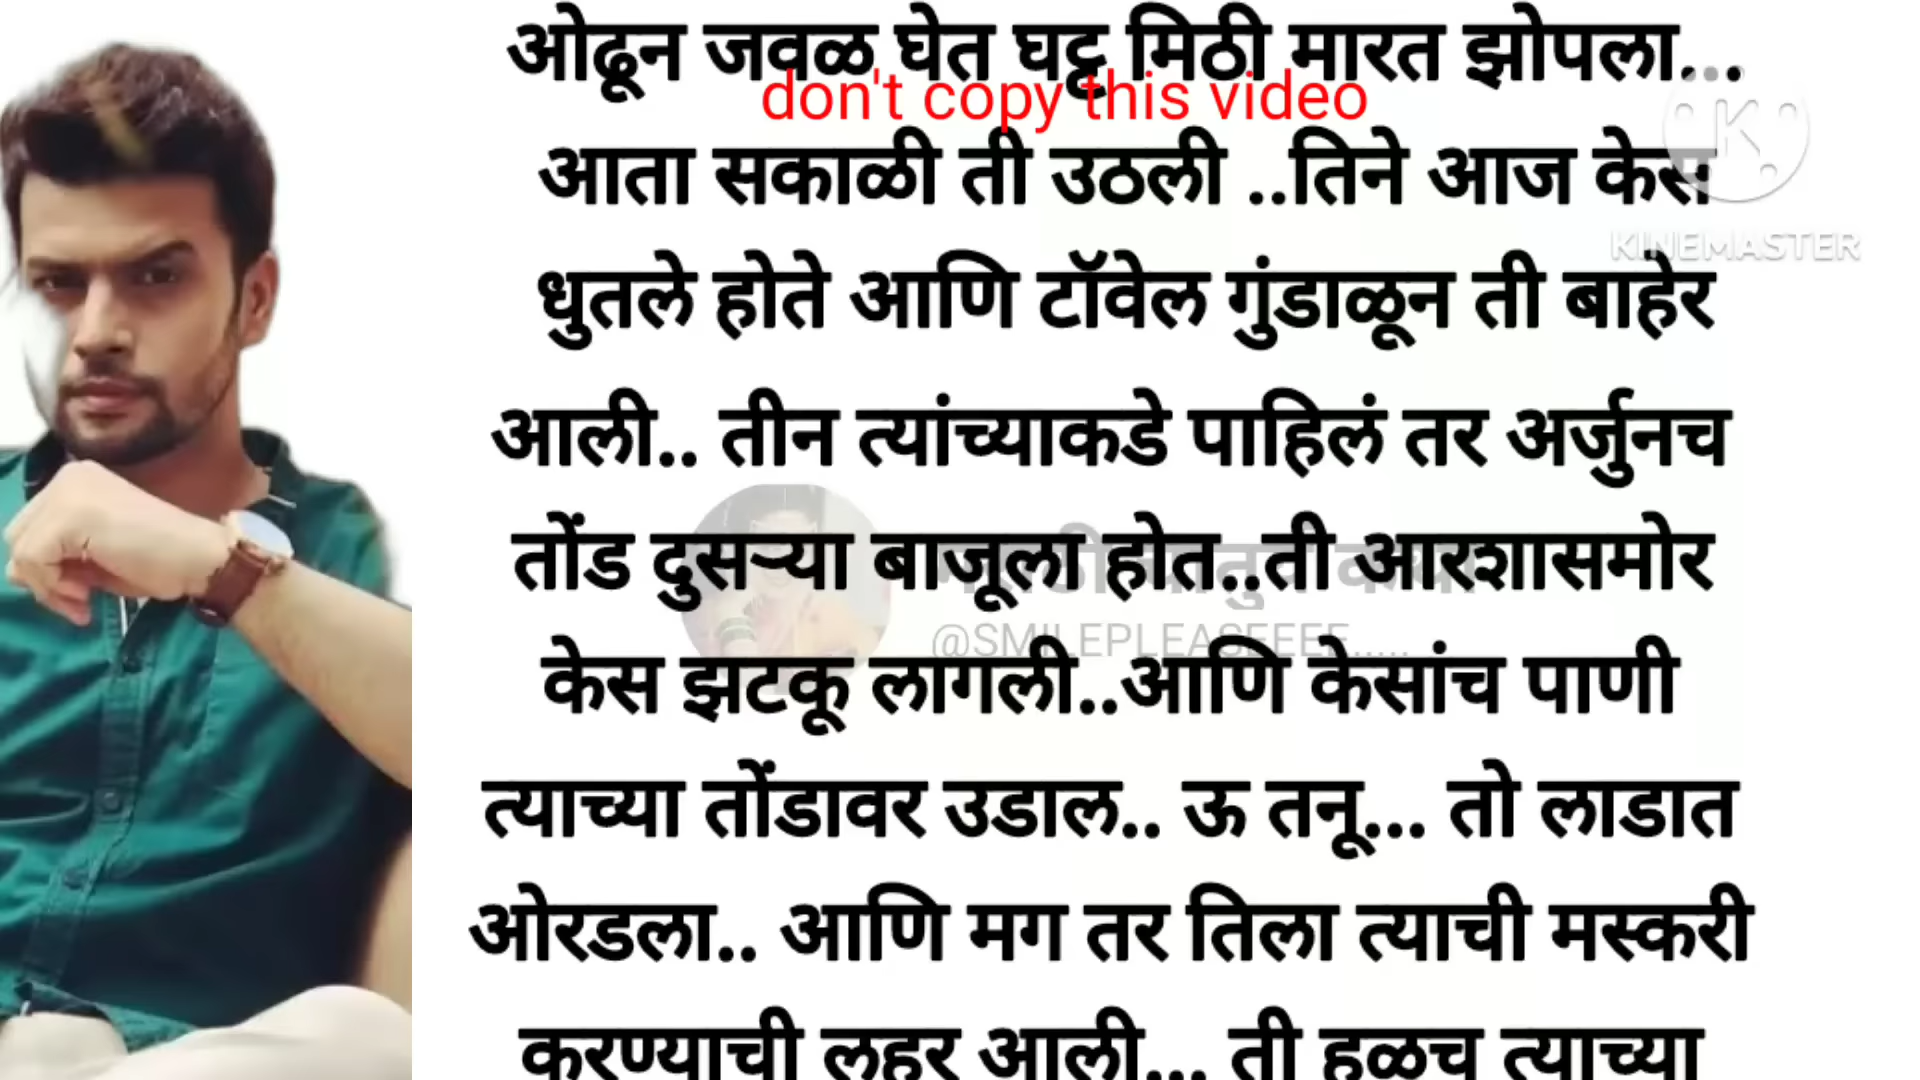 ओढून जवळ घेत घट्ट मिठी मारत झोपला...
don't copy this video
आता सकाळी ती उठली ..तिने आज केस
KINEMASTER
धुतले होते आणि टॉवेल गुंडाळून ती बाहेर
आली.. तीन त्यांच्याकडे पाहिलं तर अर्जुनच
तोंड दुसऱ्या बाजूला होत..ती आरशासमोर
@SMILEPLEASEEEE.....
केस झटकू लागली..आणि केसांच पाणी
त्याच्या तोंडावर उडाल.. ऊ तनू... तो लाडात
ओरडला.. आणि मग तर तिला त्याची मस्करी
करण्याची लहर आली... ती हळच त्याच्या